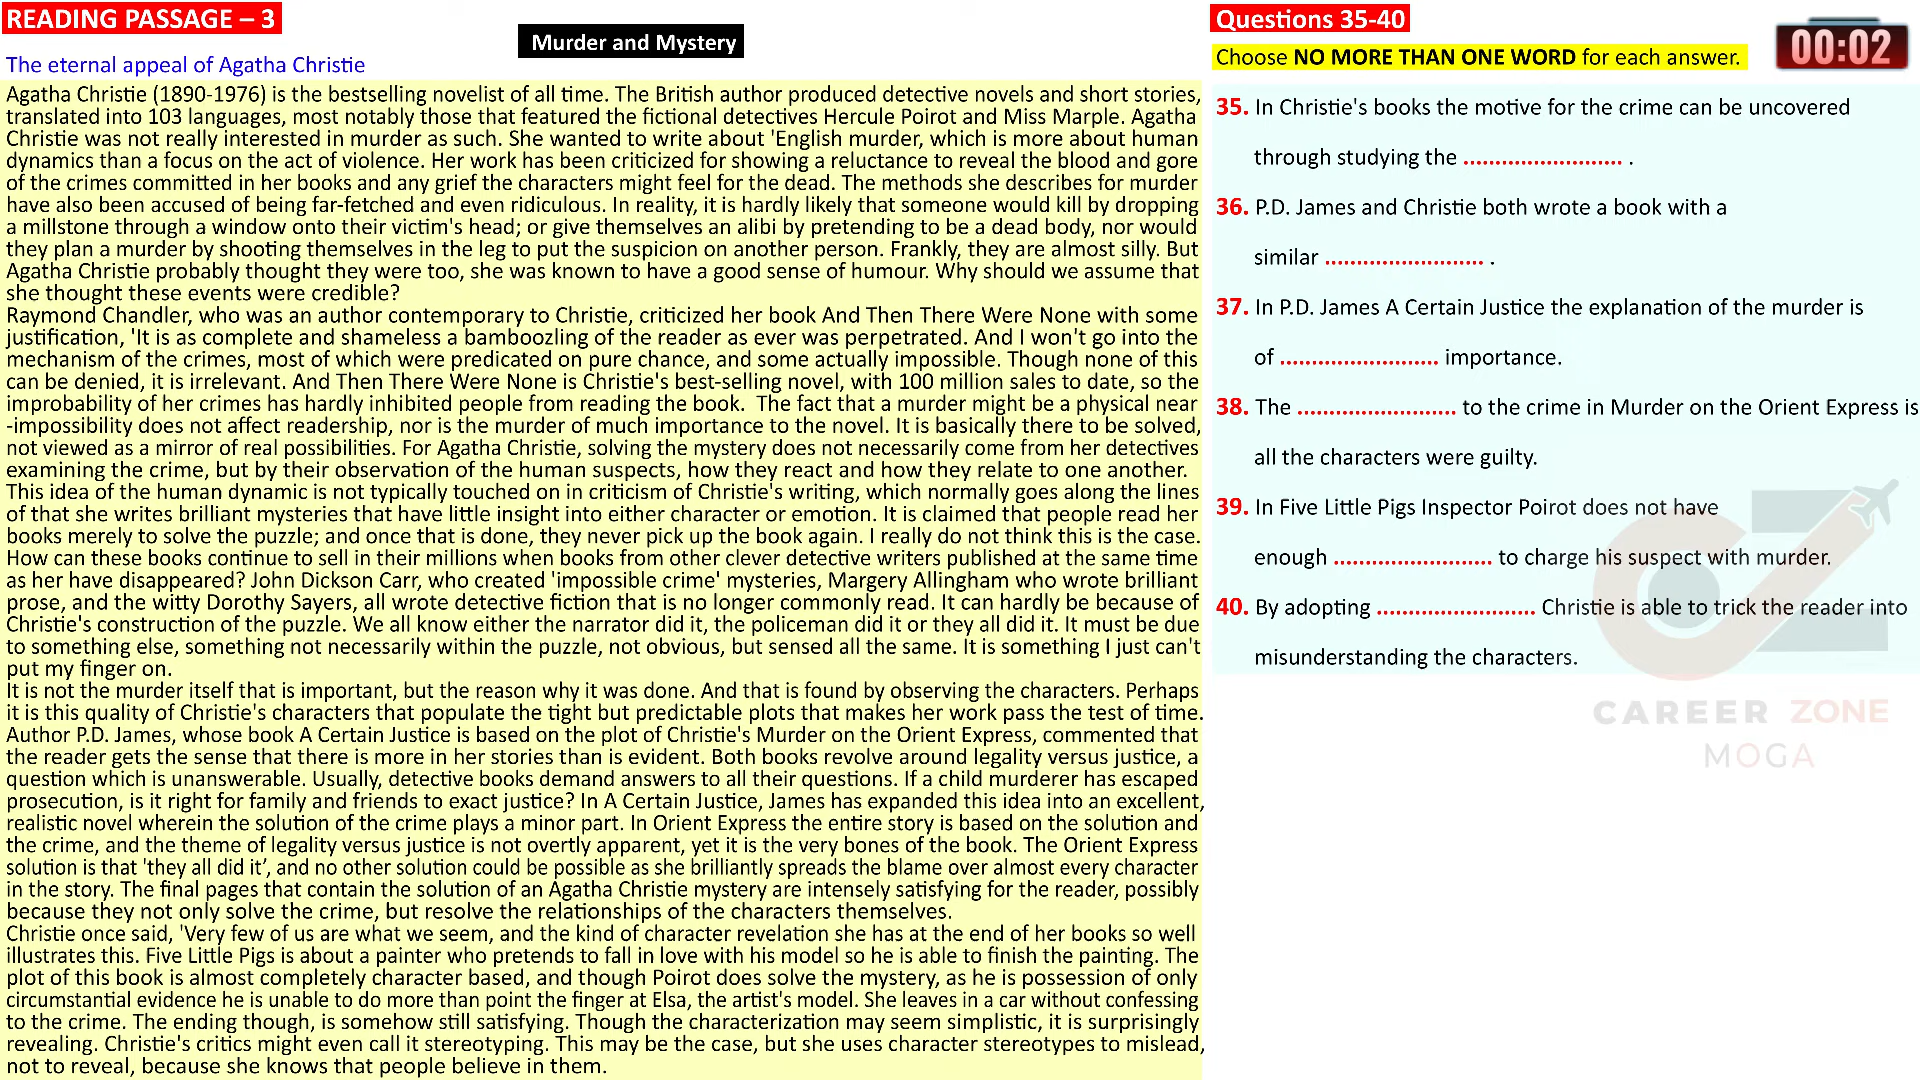 READING PASSAGE – 3
Murder and Mystery
The eternal appeal of Agatha Christie
Agatha Christie (1890-1976) is the bestselling novelist of all time. The British author produced detective novels and short stories,
translated into 103 languages, most notably those that featured the fictional detectives Hercule Poirot and Miss Marple. Agatha
Christie was not really interested in murder as such. She wanted to write about 'English murder, which is more about human
dynamics than a focus on the act of violence. Her work has been criticized for showing a reluctance to reveal the blood and gore
of the crimes committed in her books and any grief the characters might feel for the dead. The methods she describes for murder
have also been accused of being far-fetched and even ridiculous. In reality, it is hardly likely that someone would kill by dropping
a millstone through a window onto their victim's head; or give themselves an alibi by pretending to be a dead body, nor would
they plan a murder by shooting themselves in the leg to put the suspicion on another person. Frankly, they are almost silly. But
Agatha Christie probably thought they were too, she was known to have a good sense of humour. Why should we assume that
she thought these events were credible?
Raymond Chandler, who was an author contemporary to Christie, criticized her book And Then There Were None with some
justification, 'It is as complete and shameless a bamboozling of the reader as ever was perpetrated. And I won't go into the
mechanism of the crimes, most of which were predicated on pure chance, and some actually impossible. Though none of this
can be denied, it is irrelevant. And Then There Were None is Christie's best-selling novel, with 100 million sales to date, so the
improbability of her crimes has hardly inhibited people from reading the book.  The fact that a murder might be a physical near
-impossibility does not affect readership, nor is the murder of much importance to the novel. It is basically there to be solved,
not viewed as a mirror of real possibilities. For Agatha Christie, solving the mystery does not necessarily come from her detectives
examining the crime, but by their observation of the human suspects, how they react and how they relate to one another.
This idea of the human dynamic is not typically touched on in criticism of Christie's writing, which normally goes along the lines
of that she writes brilliant mysteries that have little insight into either character or emotion. It is claimed that people read her
books merely to solve the puzzle; and once that is done, they never pick up the book again. I really do not think this is the case.
How can these books continue to sell in their millions when books from other clever detective writers published at the same time
as her have disappeared? John Dickson Carr, who created 'impossible crime' mysteries, Margery Allingham who wrote brilliant
prose, and the witty Dorothy Sayers, all wrote detective fiction that is no longer commonly read. It can hardly be because of
Christie's construction of the puzzle. We all know either the narrator did it, the policeman did it or they all did it. It must be due
to something else, something not necessarily within the puzzle, not obvious, but sensed all the same. It is something I just can't
put my finger on.
It is not the murder itself that is important, but the reason why it was done. And that is found by observing the characters. Perhaps
it is this quality of Christie's characters that populate the tight but predictable plots that makes her work pass the test of time.
Author P.D. James, whose book A Certain Justice is based on the plot of Christie's Murder on the Orient Express, commented that
the reader gets the sense that there is more in her stories than is evident. Both books revolve around legality versus justice, a
question which is unanswerable. Usually, detective books demand answers to all their questions. If a child murderer has escaped
prosecution, is it right for family and friends to exact justice? In A Certain Justice, James has expanded this idea into an excellent,
realistic novel wherein the solution of the crime plays a minor part. In Orient Express the entire story is based on the solution and
the crime, and the theme of legality versus justice is not overtly apparent, yet it is the very bones of the book. The Orient Express
solution is that 'they all did it’, and no other solution could be possible as she brilliantly spreads the blame over almost every character
in the story. The final pages that contain the solution of an Agatha Christie mystery are intensely satisfying for the reader, possibly
because they not only solve the crime, but resolve the relationships of the characters themselves.
Christie once said, 'Very few of us are what we seem, and the kind of character revelation she has at the end of her books so well
illustrates this. Five Little Pigs is about a painter who pretends to fall in love with his model so he is able to finish the painting. The
plot of this book is almost completely character based, and though Poirot does solve the mystery, as he is possession of only
circumstantial evidence he is unable to do more than point the finger at Elsa, the artist's model. She leaves in a car without confessing
to the crime. The ending though, is somehow still satisfying. Though the characterization may seem simplistic, it is surprisingly
revealing. Christie's critics might even call it stereotyping. This may be the case, but she uses character stereotypes to mislead,
not to reveal, because she knows that people believe in them.
Questions 35-40
00:02
Choose NO MORE THAN ONE WORD for each answer.
35. In Christie's books the motive for the crime can be uncovered
through studying the ......................... .
36. P.D. James and Christie both wrote a book with a
similar ......................... .
37. In P.D. James A Certain Justice the explanation of the murder is
of ......................... importance.
38. The ......................... to the crime in Murder on the Orient Express is
all the characters were guilty.
39. In Five Little Pigs Inspector Poirot does not have
enough ......................... to charge his suspect with murder.
40. By adopting ......................... Christie is able to trick the reader into
misunderstanding the characters.
CAREER ZONE
MOGA